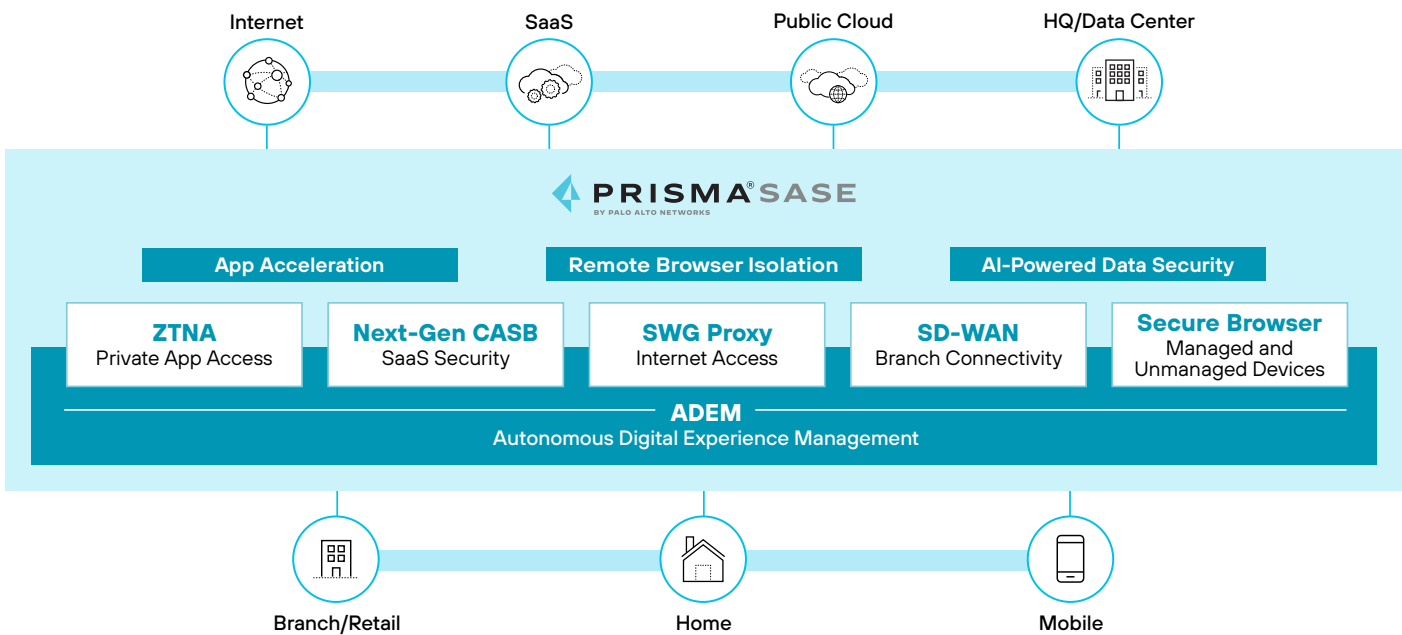 Internet
SaaS
Public Cloud
HQ/Data Center
PRISMA® SASE
BY PALO ALTO NETWORKS
App Acceleration
Remote Browser Isolation
AI-Powered Data Security
ZTNA
Private App Access
Next-Gen CASB
SaaS Security
SWG Proxy
Internet Access
SD-WAN
Branch Connectivity
Secure Browser
Managed and
Unmanaged Devices
ADEM
Autonomous Digital Experience Management
Branch/Retail
Home
Mobile